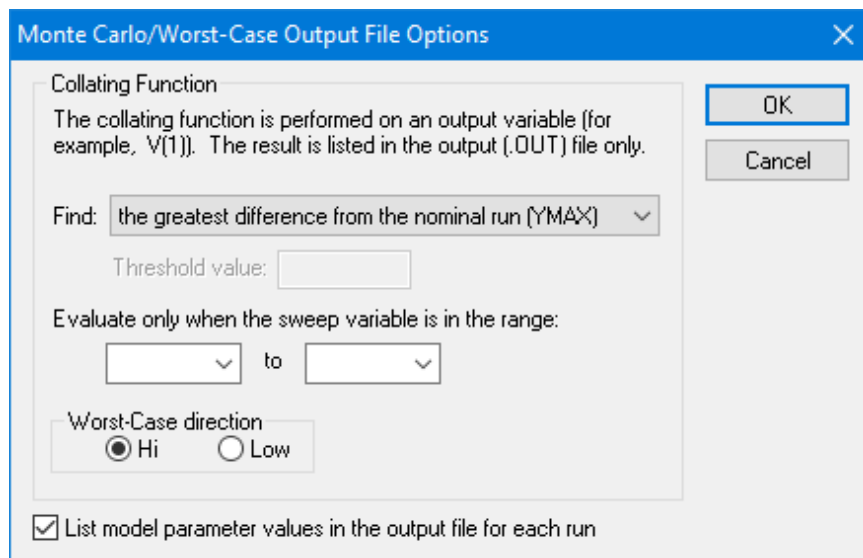 Monte Carlo/Worst-Case Output File Options
Collating Function
The collating function is performed on an output variable (for
example, V(1)). The result is listed in the output (.OUT) file only.
OK
Cancel
Find: the greatest difference from the nominal run (YMAX)
Threshold value:
Evaluate only when the sweep variable is in the range:
to
Worst-Case direction
Hi Low
List model parameter values in the output file for each run